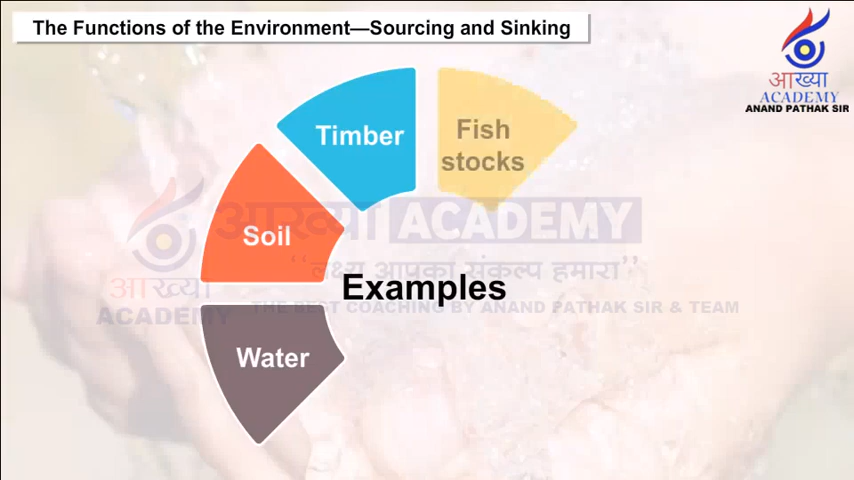 The Functions of the Environment—Sourcing and Sinking
आख्या
ACADEMY
ANAND PATHAK SIR
Timber
Fish
stocks
Soil
Water
Examples
आख्या ACADEMY
‘‘लक्ष्य आपका संकल्प हमारा’’
THE BEST COACHING BY ANAND PATHAK SIR & TEAM
आख्या
ACADEMY